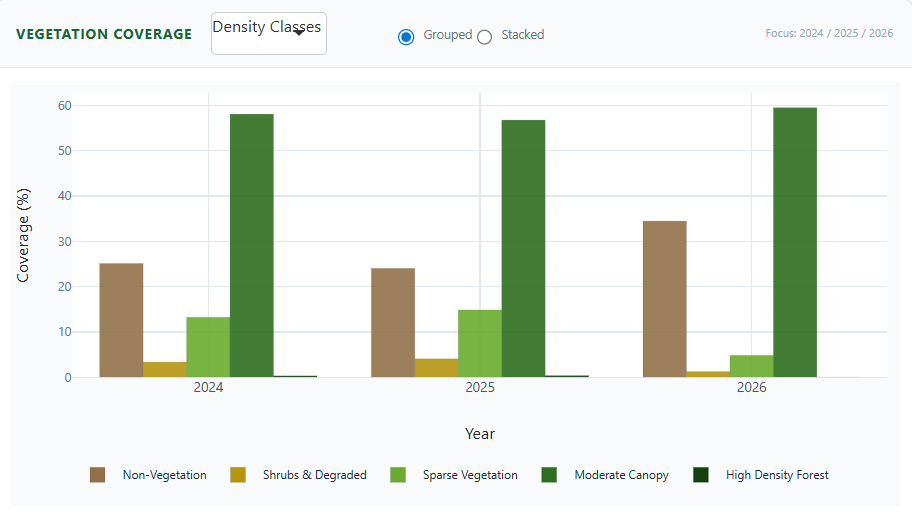 VEGETATION COVERAGE
Density Classes
Grouped
Stacked
Focus: 2024 / 2025 / 2026
Coverage (%)
60
50
40
30
20
10
0
2024
2025
2026
Year
Non-Vegetation
Shrubs & Degraded
Sparse Vegetation
Moderate Canopy
High Density Forest